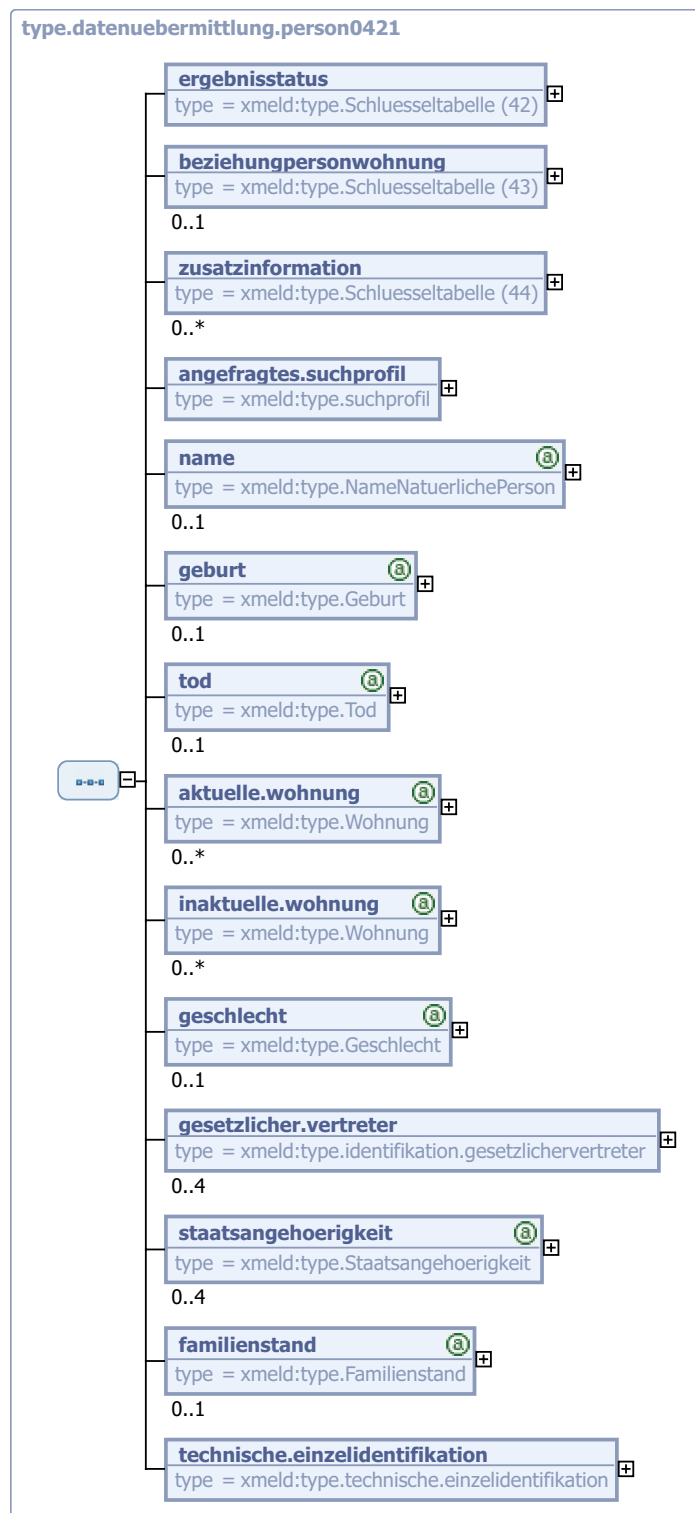 type.datenuebermittlung.person0421
ergebnisstatus
type = xmeld:type.Schluesseltabelle (42)
beziehungpersonwohnung
type = xmeld:type.Schluesseltabelle (43)
0..1
zusatzinformation
type = xmeld:type.Schluesseltabelle (44)
0..*
angefragtes.suchprofil
type = xmeld:type.suchprofil
name a
type = xmeld:type.NameNatuerlichePerson
0..1
geburt a
type = xmeld:type.Geburt
0..1
tod a
type = xmeld:type.Tod
0..1
aktuelle.wohnung a
type = xmeld:type.Wohnung
0..*
inaktuelle.wohnung a
type = xmeld:type.Wohnung
0..*
geschlecht a
type = xmeld:type.Geschlecht
0..1
gesetzlicher.vertreter
type = xmeld:type.identifikation.gesetzlichervertreter
0..4
staatsangehoerigkeit a
type = xmeld:type.Staatsangehoerigkeit
0..4
familienstand a
type = xmeld:type.Familienstand
0..1
technische.einzelidentifikation
type = xmeld:type.technische.einzelidentifikation